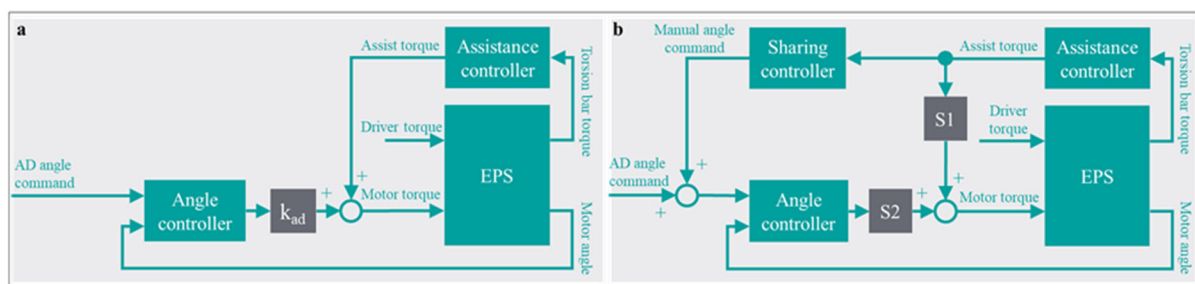 a
Assist torque
Assistance
controller
Torsion bar torque
Driver torque
EPS
AD angle
command
Angle
controller
k_ad
+
+
Motor torque
Motor angle
b
Manual angle
command
Sharing
controller
Assist torque
Assistance
controller
Torsion bar torque
S1
Driver
torque
EPS
AD angle
command
+
+
Angle
controller
S2
+
+
Motor torque
Motor angle